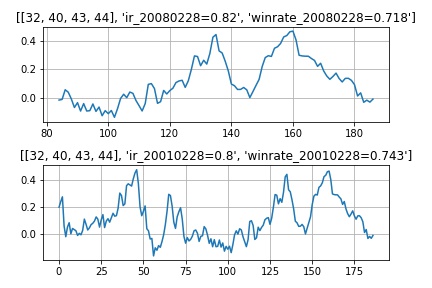 [[32, 40, 43, 44], 'ir_20080228=0.82', 'winrate_20080228=0.718']
0.4
0.2
0.0
80 100 120 140 160 180
[[32, 40, 43, 44], 'ir_20010228=0.8', 'winrate_20010228=0.743']
0.4
0.2
0.0
0 25 50 75 100 125 150 175